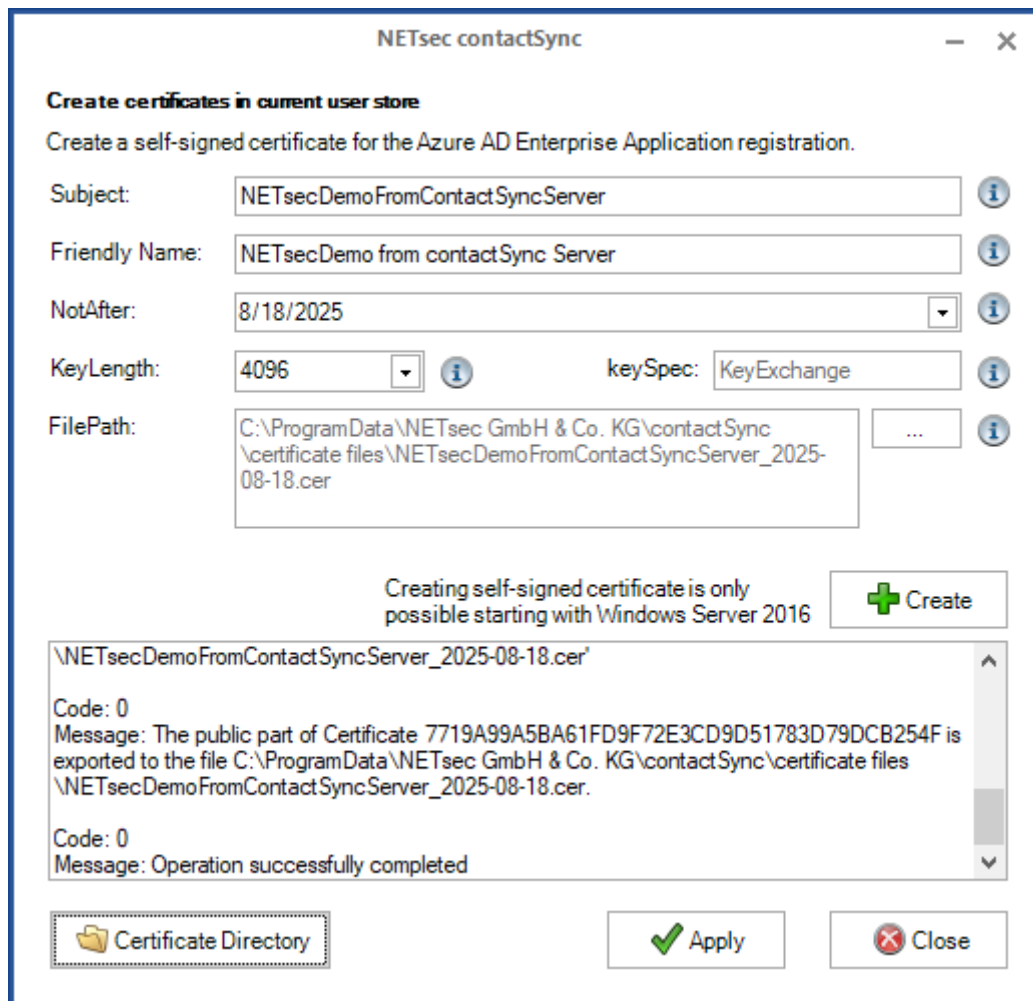 NETsec contactSync
Create certificates in current user store
Create a self-signed certificate for the Azure AD Enterprise Application registration.
Subject:
NETsecDemoFromContactSyncServer
Friendly Name:
NETsecDemo from contactSync Server
NotAfter:
8/18/2025
KeyLength:
4096
keySpec:
KeyExchange
FilePath:
C:\ProgramData\NETsec GmbH & Co. KG\contactSync
\certificate files\NETsecDemoFromContactSyncServer_2025-
08-18.cer
...
Creating self-signed certificate is only
possible starting with Windows Server 2016
Create
\NETsecDemoFromContactSyncServer_2025-08-18.cer'
Code: 0
Message: The public part of Certificate 7719A99A5BA61FD9F72E3CD9D51783D79DCB254F is
exported to the file C:\ProgramData\NETsec GmbH & Co. KG\contactSync\certificate files
\NETsecDemoFromContactSyncServer_2025-08-18.cer.
Code: 0
Message: Operation successfully completed
Certificate Directory
Apply
Close